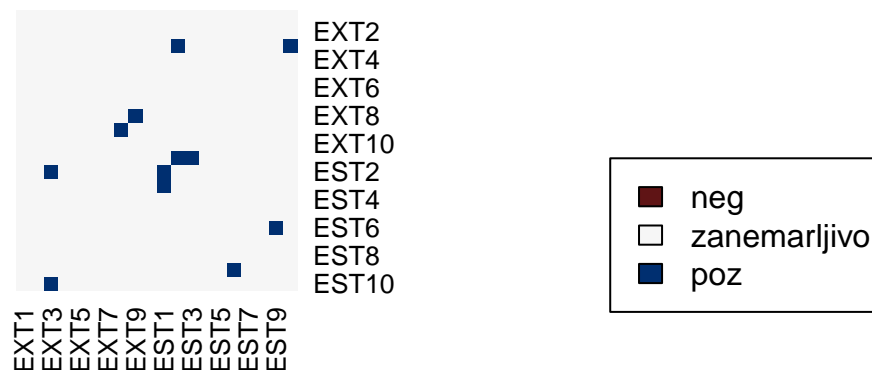 EXT2
EXT4
EXT6
EXT8
EXT10
EST2
EST4
EST6
EST8
EST10
EXT1
EXT3
EXT5
EXT7
EXT9
EST1
EST3
EST5
EST7
EST9
neg
zanemarljivo
poz